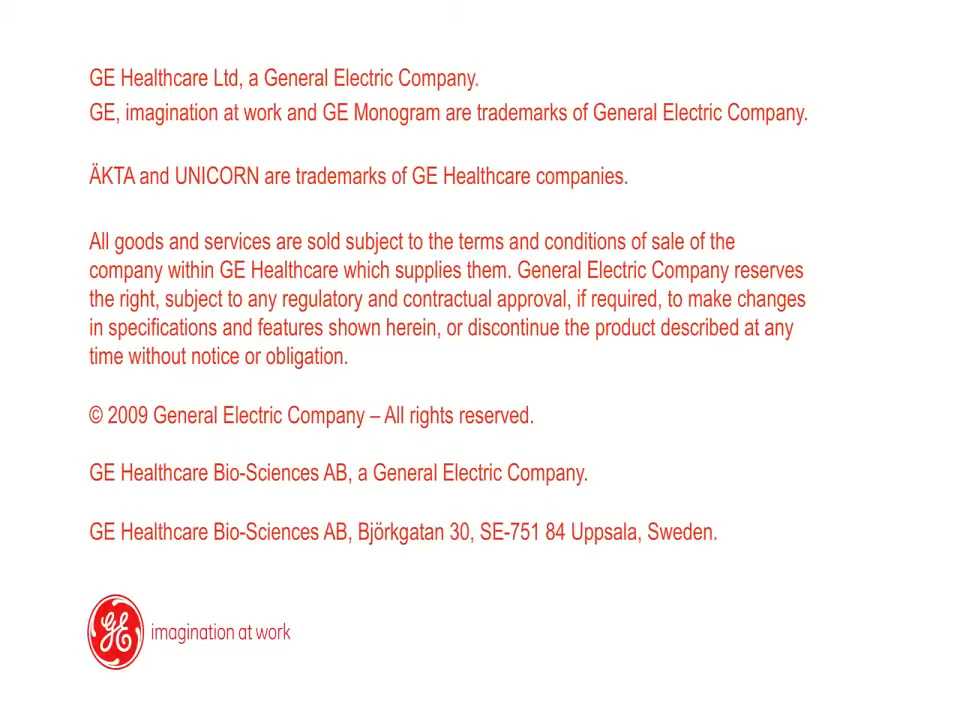 GE Healthcare Ltd, a General Electric Company.
GE, imagination at work and GE Monogram are trademarks of General Electric Company.
ÄKTA and UNICORN are trademarks of GE Healthcare companies.
All goods and services are sold subject to the terms and conditions of sale of the
company within GE Healthcare which supplies them. General Electric Company reserves
the right, subject to any regulatory and contractual approval, if required, to make changes
in specifications and features shown herein, or discontinue the product described at any
time without notice or obligation.
© 2009 General Electric Company – All rights reserved.
GE Healthcare Bio-Sciences AB, a General Electric Company.
GE Healthcare Bio-Sciences AB, Björkgatan 30, SE-751 84 Uppsala, Sweden.
GE imagination at work